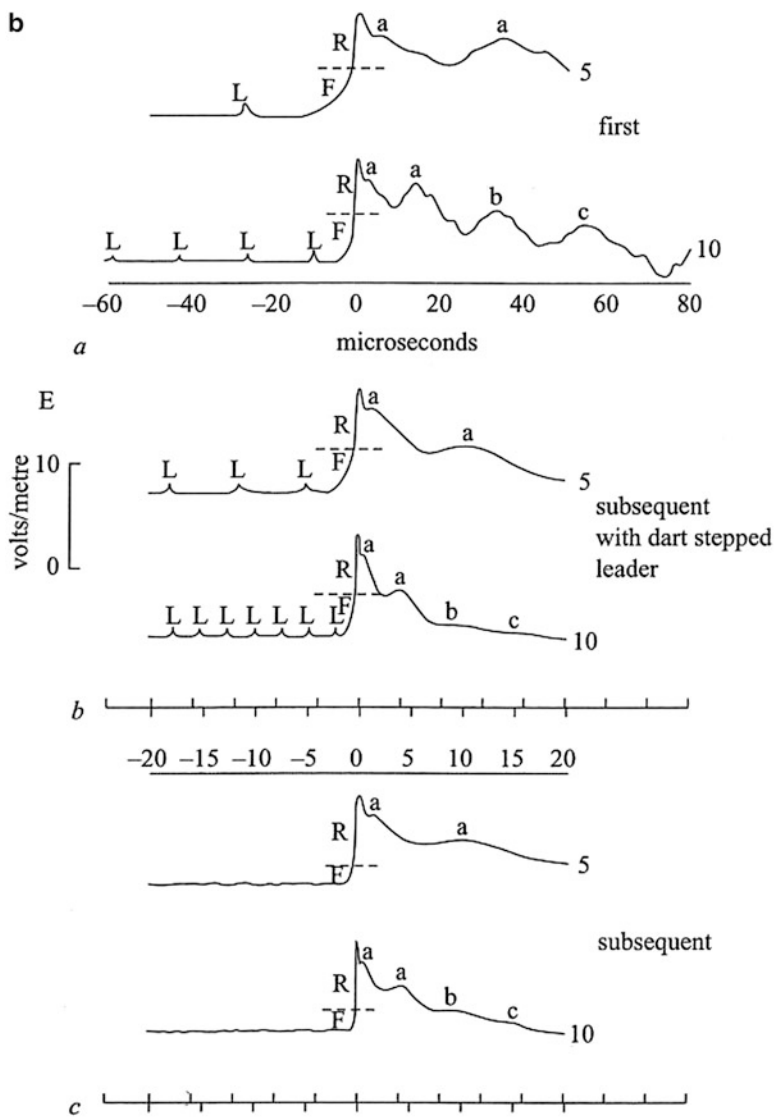 b
a
a
R
5
F
L
first
a
a
R
b
c
F
L
L
L
L
10
−60
−40
−20
0
20
40
60
80
a
microseconds
E
a
R
a
F
10
L
L
L
5
volts/metre
subsequent
with dart stepped
leader
0
a
R
a
F
L
L
L
L
L
L
L
b
c
10
b
−20
−15
−10
−5
0
5
10
15
20
a
R
a
F
5
a
subsequent
R
a
b
c
F
10
c